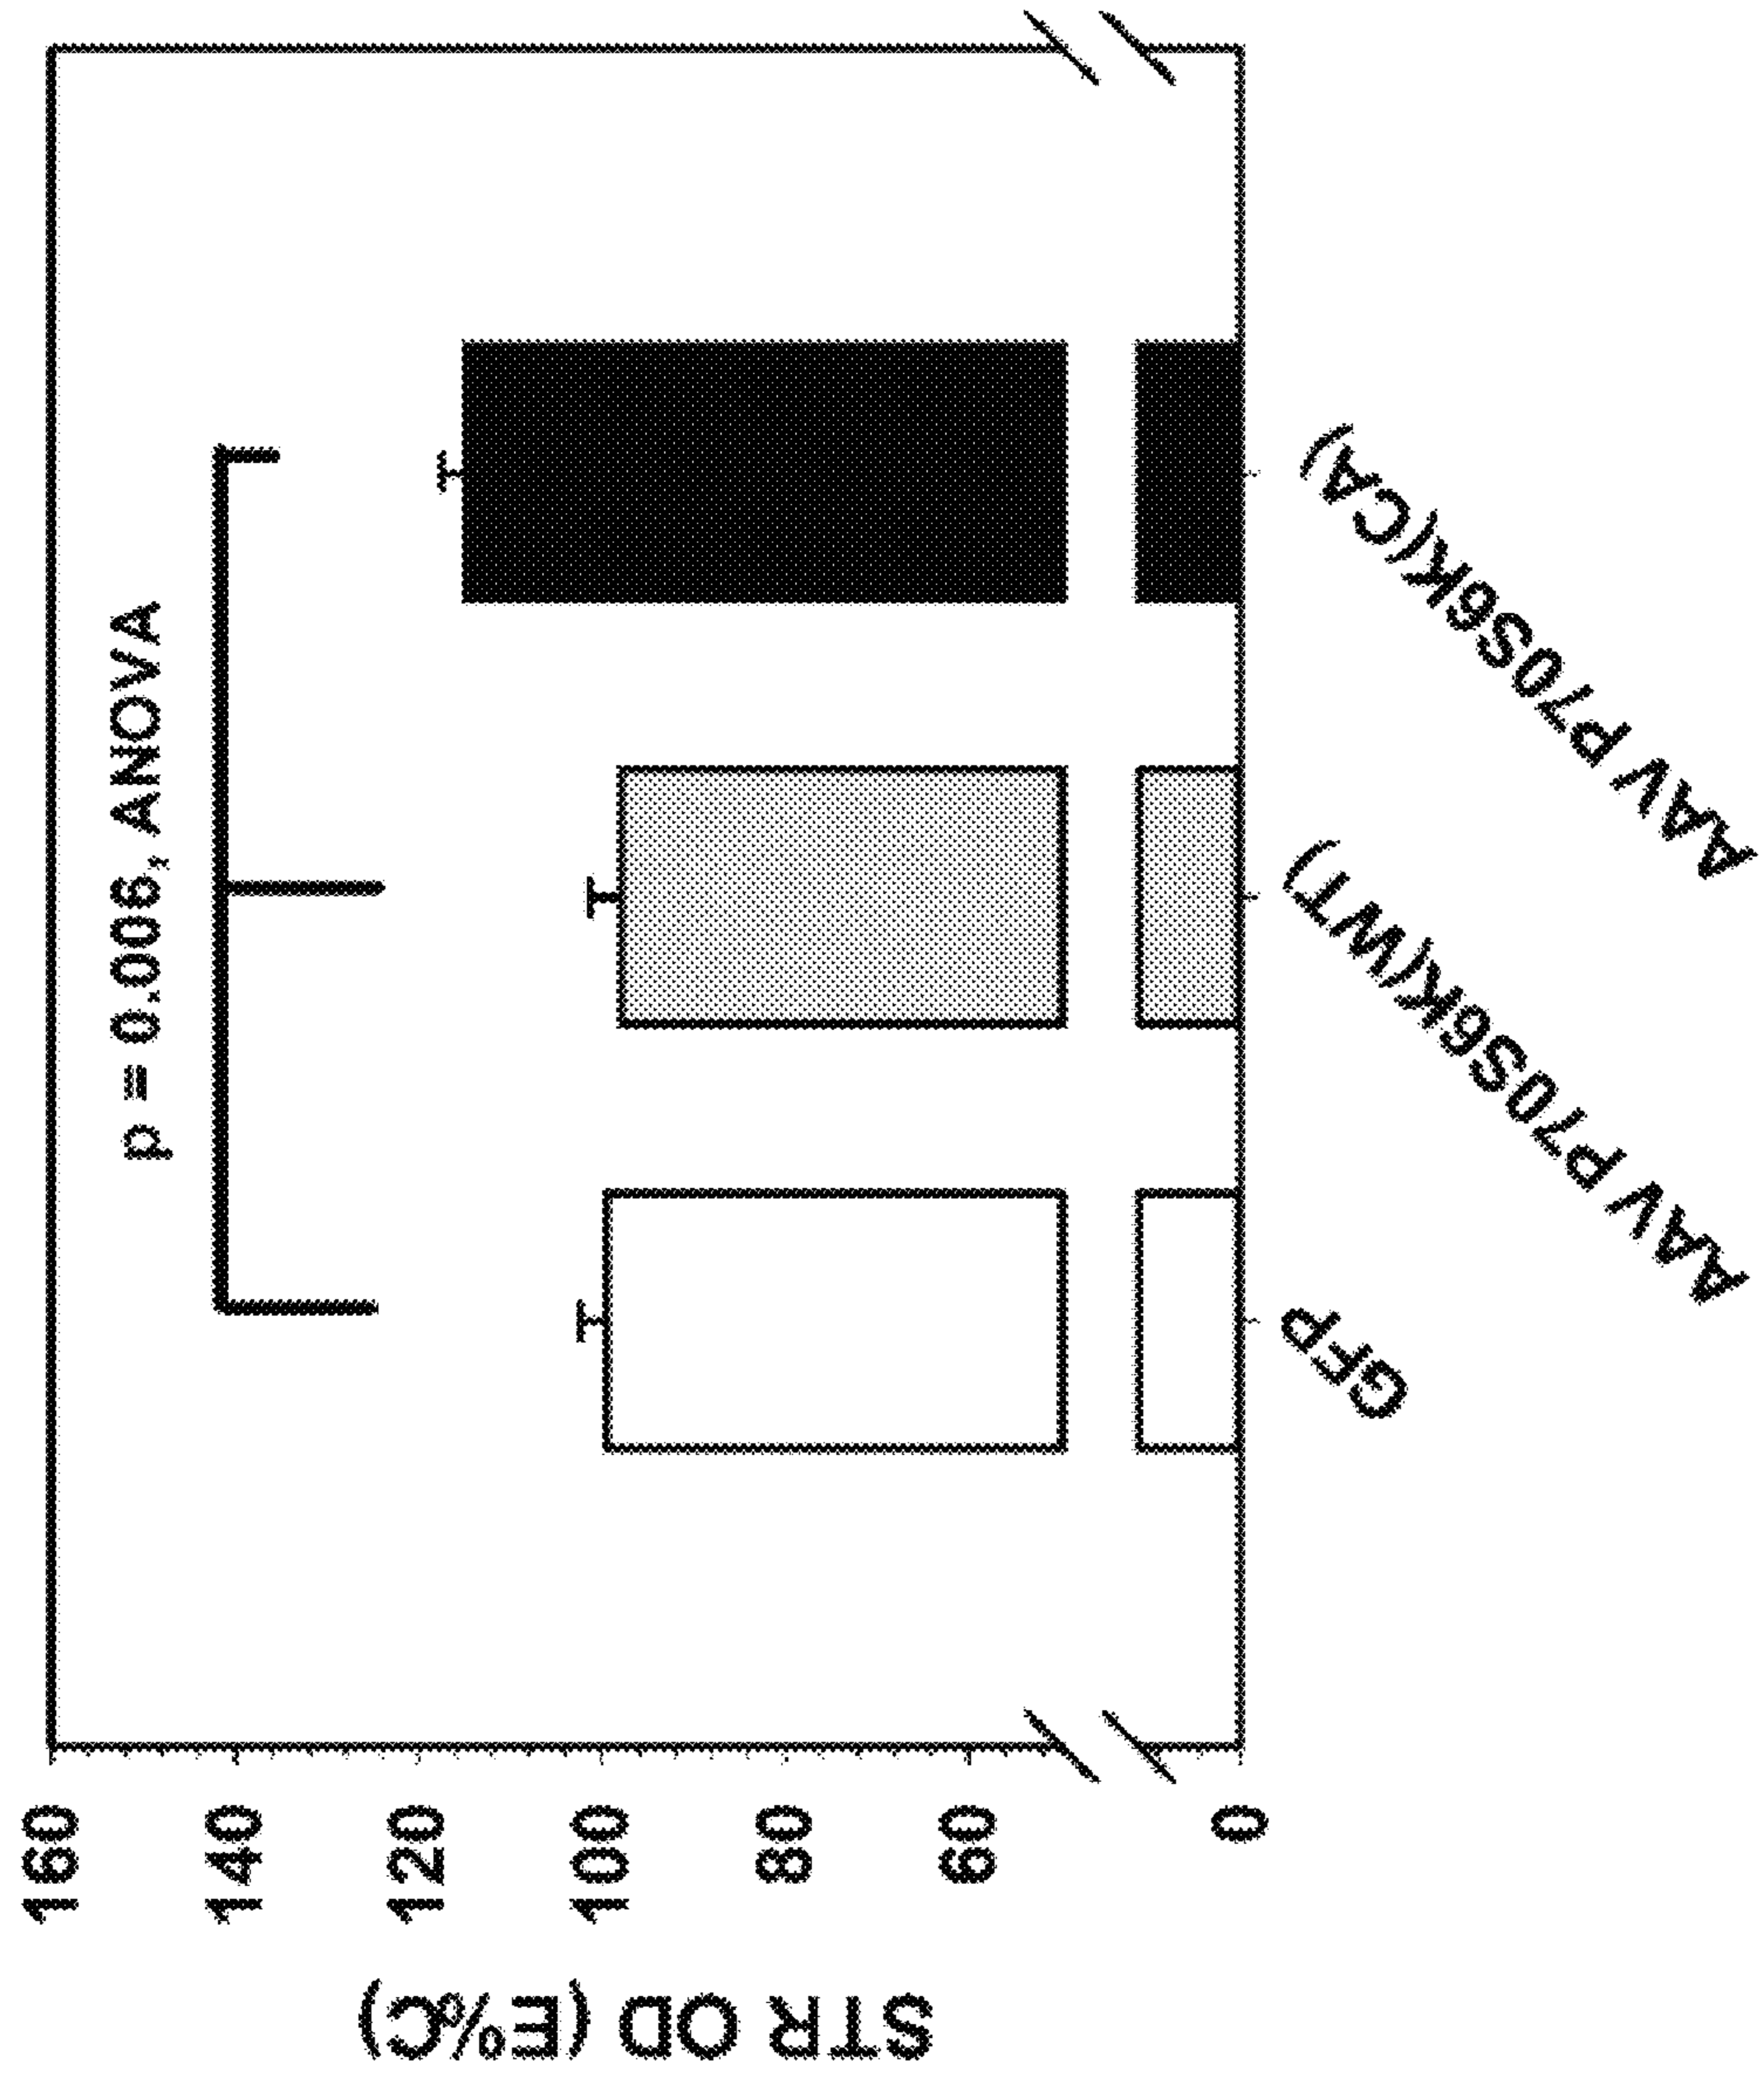 p = 0.006, ANOVA
STR OD (E%C)
160
140
120
100
80
60
0
GFP
AAV P70S6K(WT)
AAV P70S6K(CA)